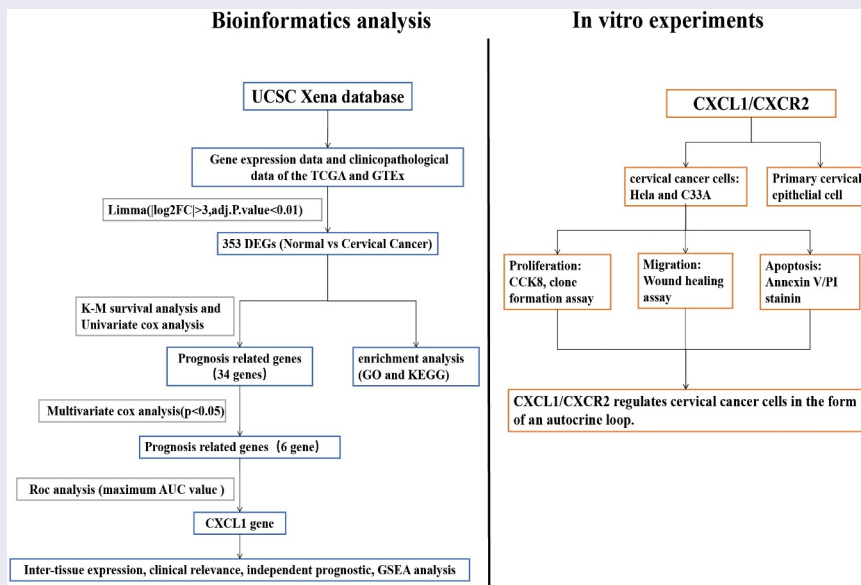 Bioinformatics analysis
UCSC Xena database
Gene expression data and clinicopathological
data of the TCGA and GTEx
Limma(|log2FC|>3,adj.P.value<0.01)
353 DEGs (Normal vs Cervical Cancer)
K-M survival analysis and
Univariate cox analysis
Prognosis related genes
(34 genes)
enrichment analysis
(GO and KEGG)
Multivariate cox analysis(p<0.05)
Prognosis related genes (6 gene)
Roc analysis (maximum AUC value )
CXCL1 gene
Inter-tissue expression, clinical relevance, independent prognostic, GSEA analysis
In vitro experiments
CXCL1/CXCR2
cervical cancer cells:
Hela and C33A
Primary cervical
epithelial cell
Proliferation:
CCK8, clone
formation assay
Migration:
Wound healing
assay
Apoptosis:
Annexin V/PI
stainin
CXCL1/CXCR2 regulates cervical cancer cells in the form
of an autocrine loop.